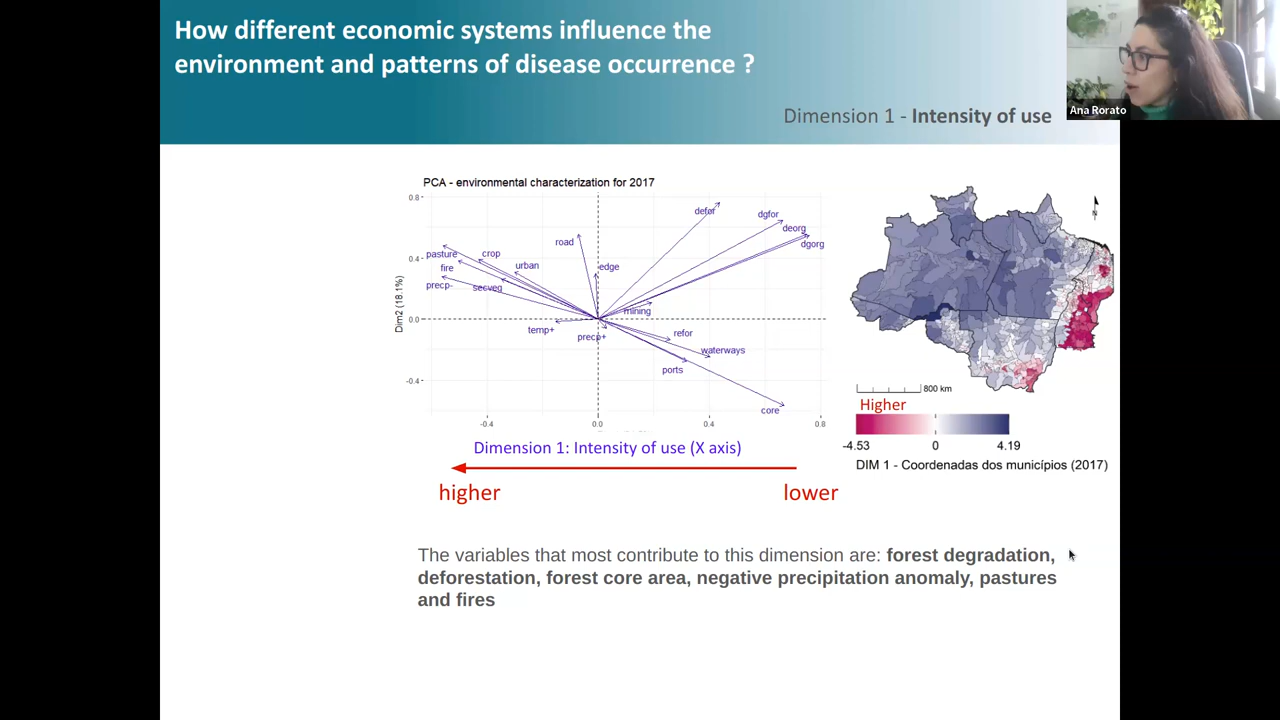 How different economic systems influence the
environment and patterns of disease occurrence ?
Ana Rorato
Dimension 1 - Intensity of use
PCA - environmental characterization for 2017
0.8
0.4
0.0
-0.4
Dim2 (18.1%)
defor
dgfor
deorg
dgorg
road
pasture
crop
fire
urban
edge
precp-
secveg
mining
temp+
precp+
refor
waterways
ports
core
-0.4
0.0
0.4
0.8
N
800 km
Higher
-4.53
0
4.19
DIM 1 - Coordenadas dos municípios (2017)
Dimension 1: Intensity of use (X axis)
higher
lower
The variables that most contribute to this dimension are: forest degradation,
deforestation, forest core area, negative precipitation anomaly, pastures
and fires